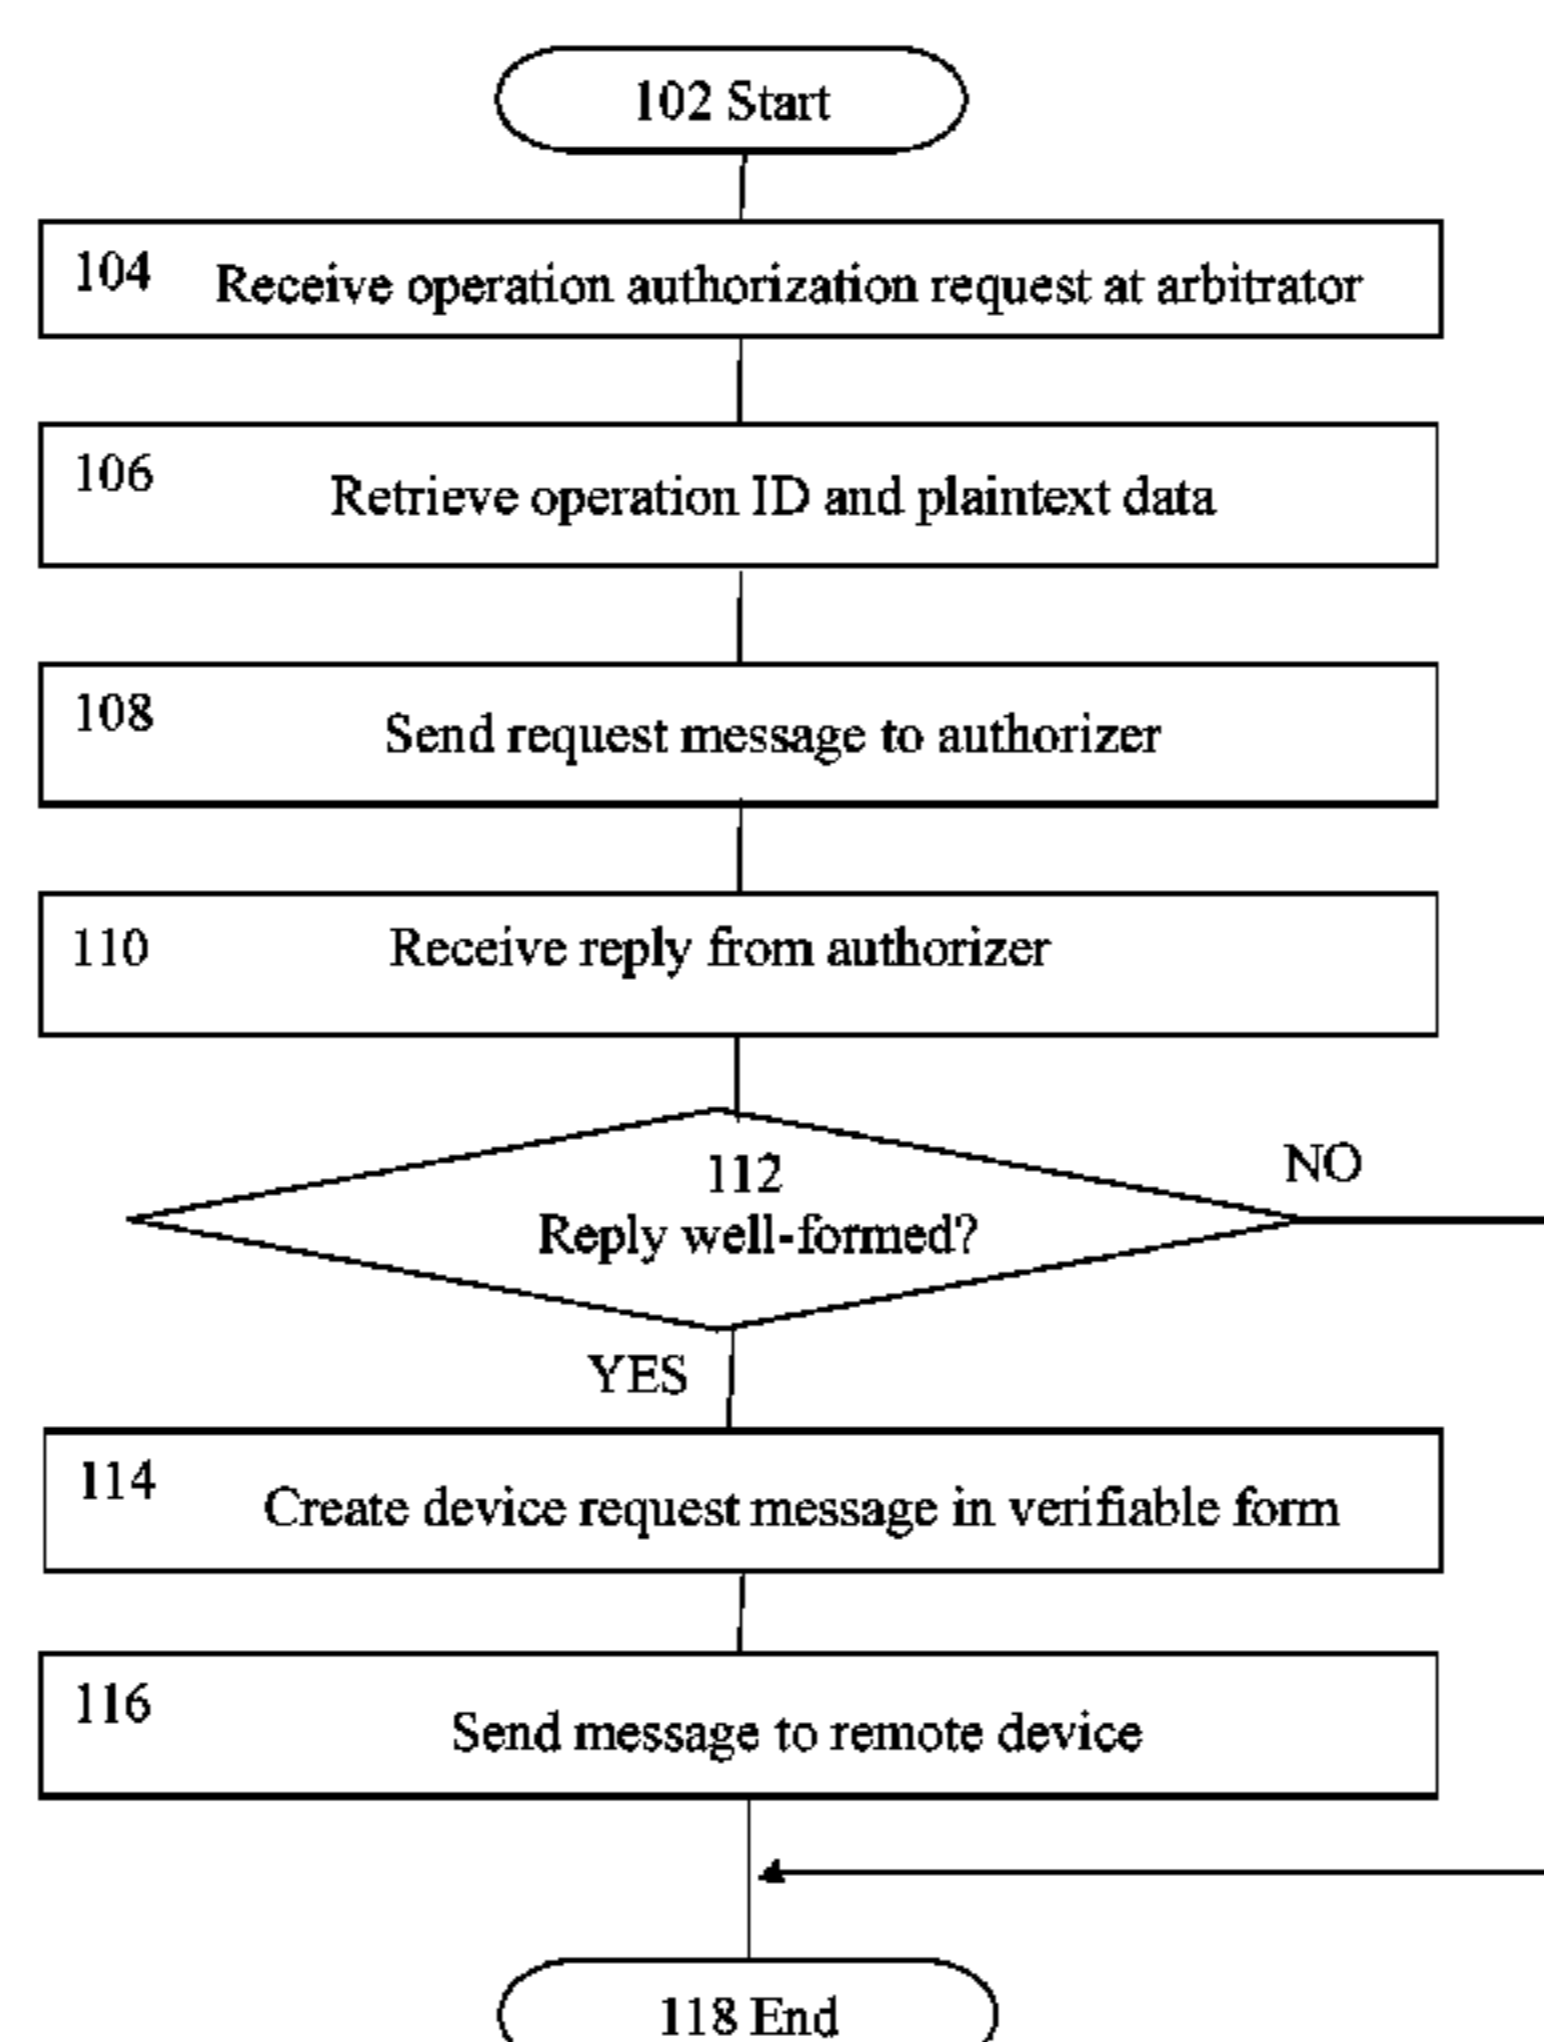 102 Start
104 Receive operation authorization request at arbitrator
106
Retrieve operation ID and plaintext data
108
Send request message to authorizer
110 Receive reply from authorizer
112
NO
Reply well-formed?
YES
114
Create device request message in verifiable form
116
Send message to remote device
118 End